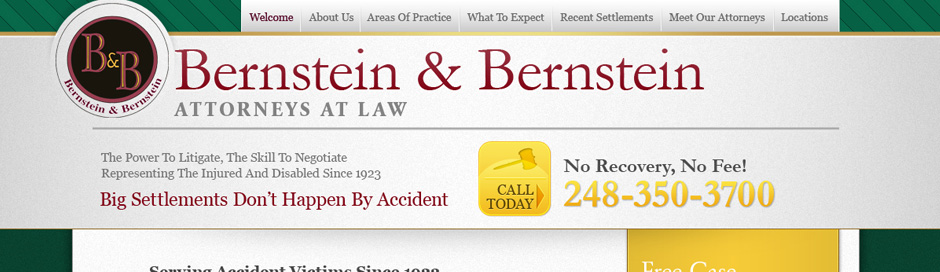 Welcome About Us Areas Of Practice What To Expect Recent Settlements Meet Our Attorneys Locations
B&B
Bernstein & Bernstein
Bernstein & Bernstein
ATTORNEYS AT LAW
The Power To Litigate, The Skill To Negotiate
Representing The Injured And Disabled Since 1923
Big Settlements Don't Happen By Accident
CALL
TODAY
No Recovery, No Fee!
248-350-3700
Serving Accident Victims Since 1923
Free Case